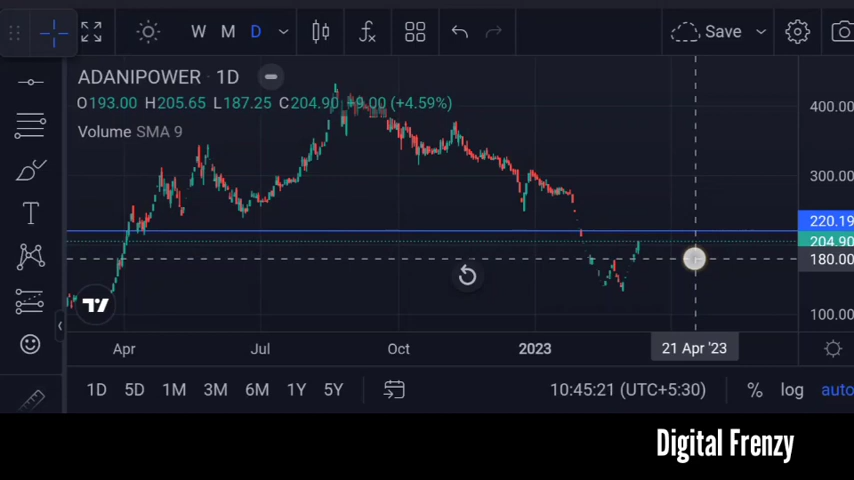 W M D Save
ADANIPOWER · 1D
O193.00 H205.65 L187.25 C204.90 +9.00 (+4.59%)
Volume SMA 9
400.00
300.00
220.19
204.90
180.00
100.00
Apr Jul Oct 2023 21 Apr '23
1D 5D 1M 3M 6M 1Y 5Y 10:45:21 (UTC+5:30) % log auto
Digital Frenzy